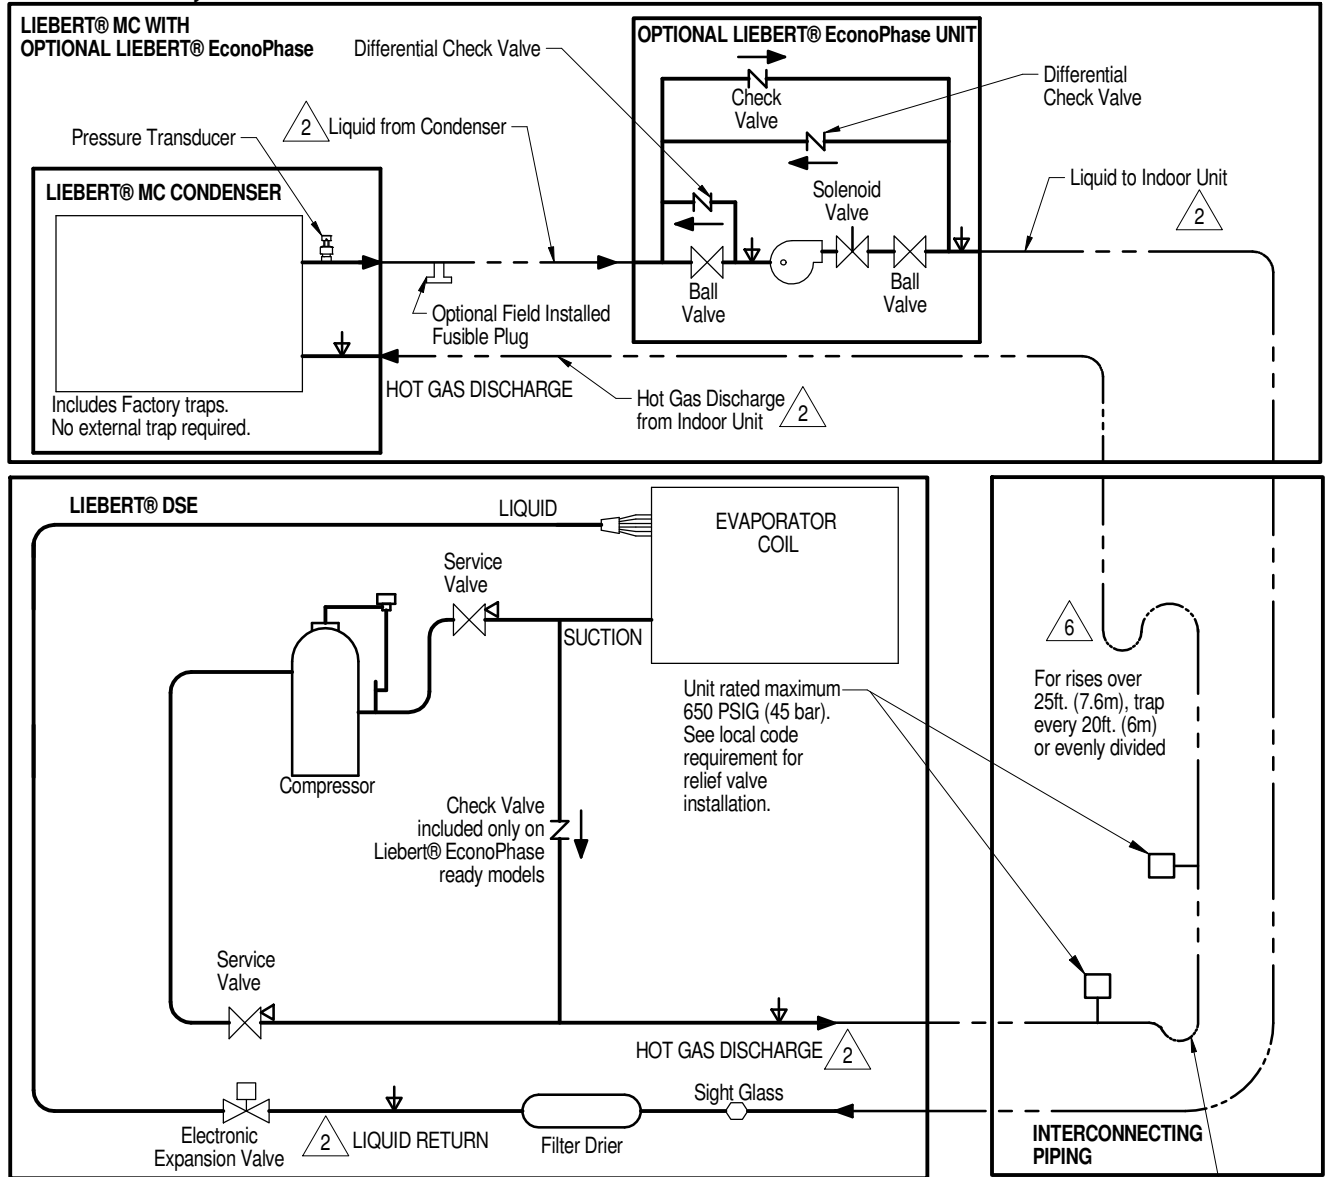 LIEBERT® MC WITH
OPTIONAL LIEBERT® EconoPhase
Differential Check Valve
OPTIONAL LIEBERT® EconoPhase UNIT
Check
Valve
Differential
Check Valve
Pressure Transducer
2
Liquid from Condenser
LIEBERT® MC CONDENSER
Solenoid
Valve
Liquid to Indoor Unit
2
Ball
Valve
Ball
Valve
Optional Field Installed
Fusible Plug
HOT GAS DISCHARGE
Hot Gas Discharge
from Indoor Unit
2
Includes Factory traps.
No external trap required.
LIEBERT® DSE
LIQUID
EVAPORATOR
COIL
Service
Valve
SUCTION
Compressor
Unit rated maximum
650 PSIG (45 bar).
See local code
requirement for
relief valve
installation.
6
For rises over
25ft. (7.6m), trap
every 20ft. (6m)
or evenly divided
Check Valve
included only on
Liebert® EconoPhase
ready models
Service
Valve
HOT GAS DISCHARGE
2
Sight Glass
Electronic
Expansion Valve
2
LIQUID RETURN
Filter Drier
INTERCONNECTING
PIPING